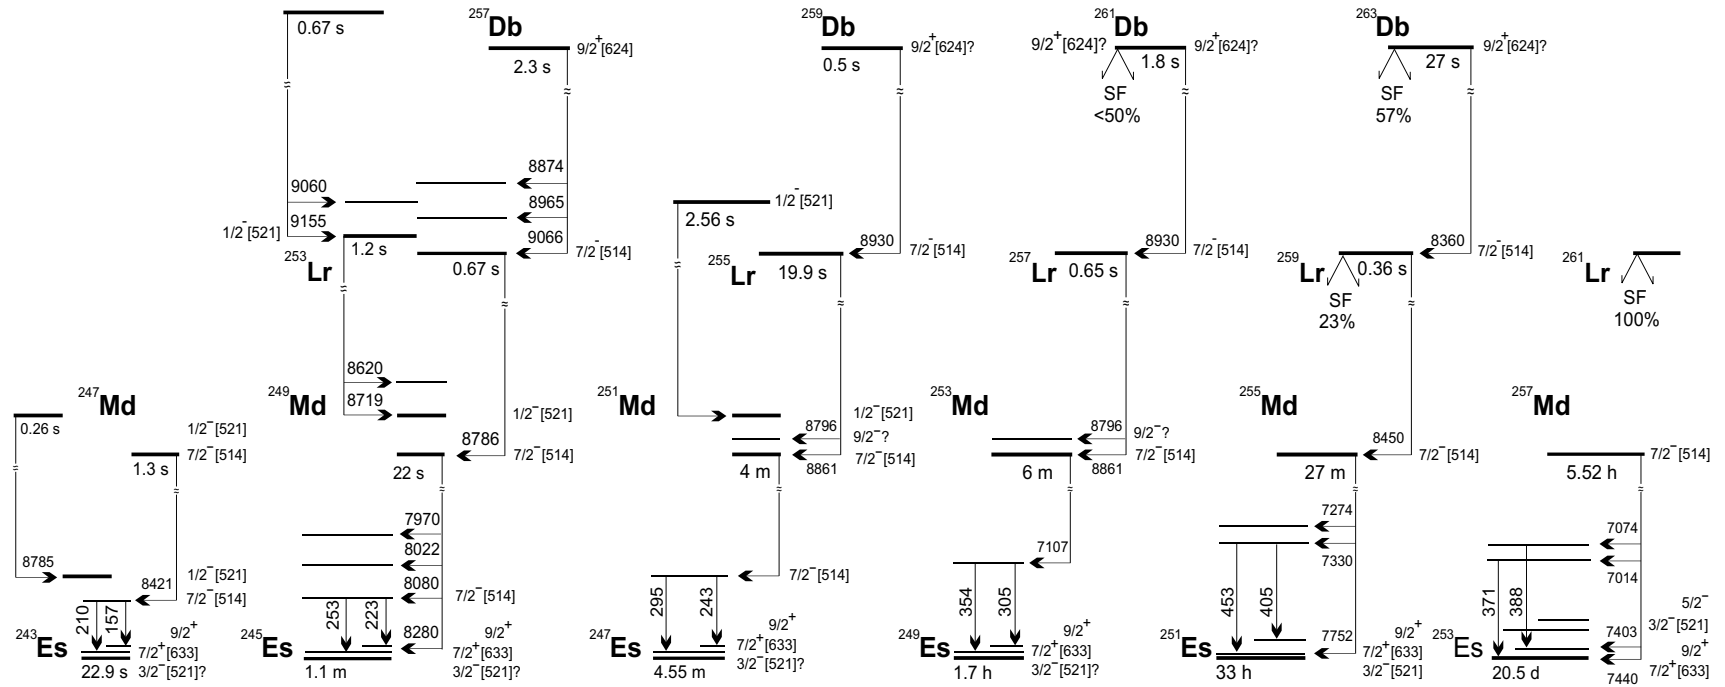 0.67 s
257Db
9/2+[624]
2.3 s
8874
8965
9066
7/2-[514]
9060
9155
1/2-[521]
1.2 s
253Lr
0.67 s
8620
8719
249Md
1/2-[521]
8786
7/2-[514]
22 s
7970
8022
8080
7/2-[514]
253
223
8280
9/2+
7/2+[633]
3/2-[521]?
245Es
1.1 m
247Md
0.26 s
1/2-[521]
7/2-[514]
1.3 s
8785
8421
1/2-[521]
7/2-[514]
210
157
243Es
9/2+
7/2+[633]
3/2-[521]?
22.9 s
259Db
9/2+[624]?
0.5 s
1/2-[521]
2.56 s
8930
7/2-[514]
255Lr
19.9 s
251Md
8796
8861
1/2-[521]
9/2-?
7/2-[514]
4 m
7/2-[514]
295
243
247Es
9/2+
7/2+[633]
3/2-[521]?
4.55 m
261Db
9/2+[624]?
9/2+[624]?
1.8 s
SF
<50%
8930
7/2-[514]
257Lr
0.65 s
253Md
8796
8861
9/2-?
7/2-[514]
6 m
7107
354
305
249Es
9/2+
7/2+[633]
3/2-[521]?
1.7 h
263Db
9/2+[624]?
27 s
SF
57%
8360
7/2-[514]
259Lr
0.36 s
SF
23%
255Md
8450
7/2-[514]
27 m
7274
7330
453
405
7752
251Es
9/2+
7/2+[633]
3/2-[521]
33 h
261Lr
SF
100%
257Md
7/2-[514]
5.52 h
7074
7014
371
388
5/2-
3/2-[521]
7403
9/2+
7/2+[633]
7440
253Es
20.5 d